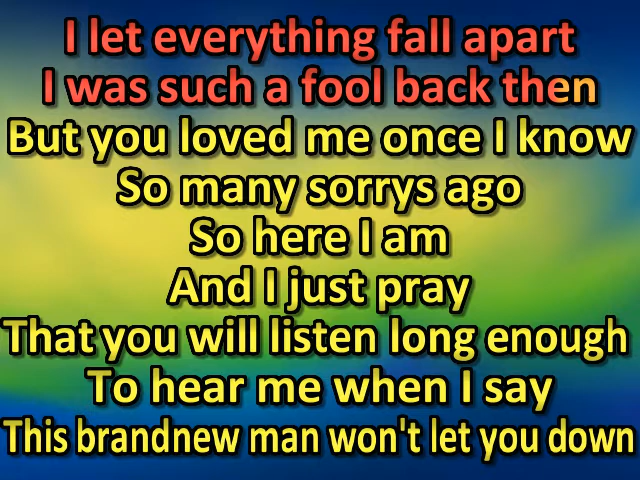 I let everything fall apart
I was such a fool back then
But you loved me once I know
So many sorrys ago
So here I am
And I just pray
That you will listen long enough
To hear me when I say
This brandnew man won't let you down